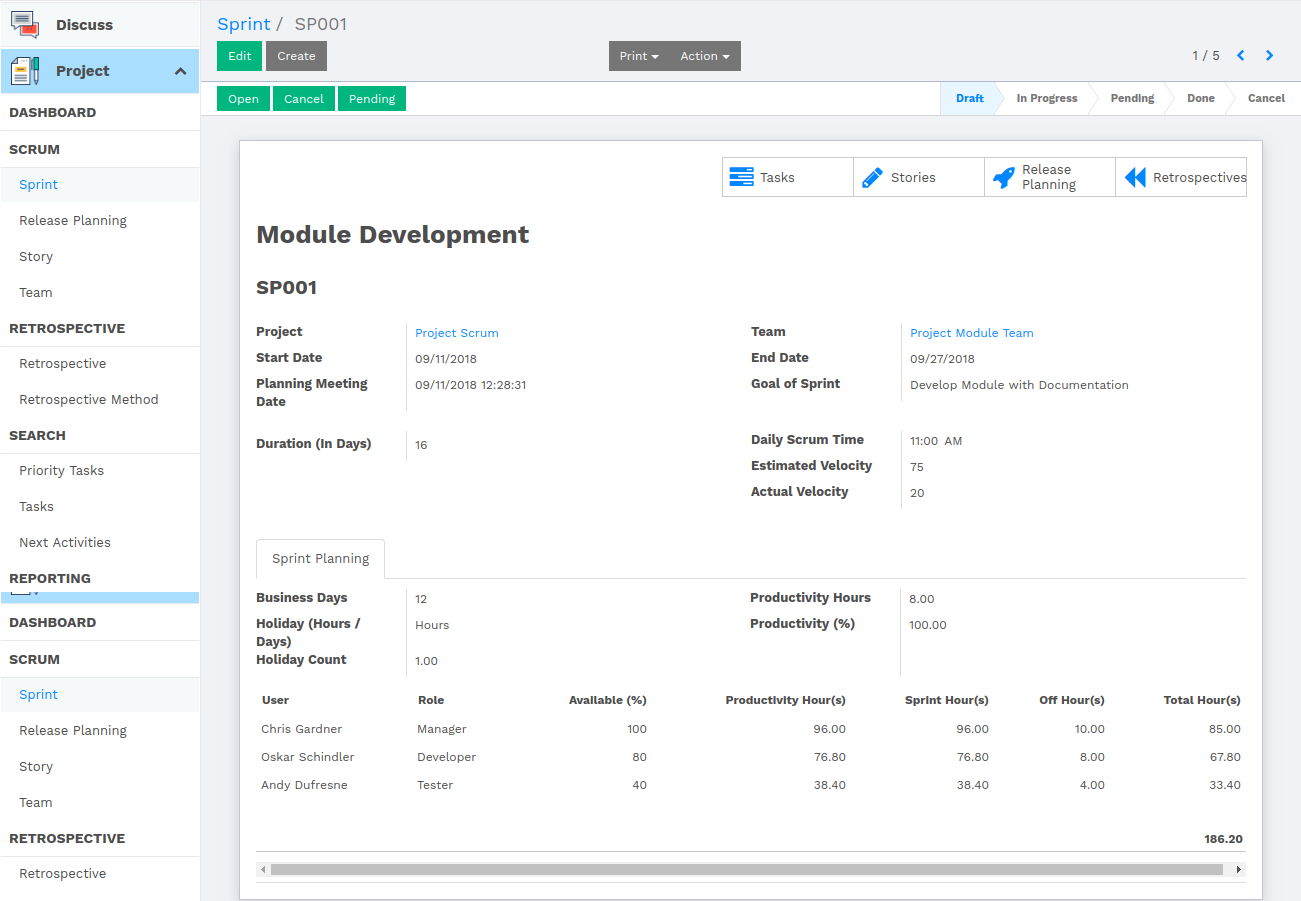 Discuss
Project
DASHBOARD
SCRUM
Sprint
Release Planning
Story
Team
RETROSPECTIVE
Retrospective
Retrospective Method
SEARCH
Priority Tasks
Tasks
Next Activities
REPORTING
DASHBOARD
SCRUM
Sprint
Release Planning
Story
Team
RETROSPECTIVE
Retrospective
Sprint / SP001
Edit Create Print Action 1 / 5
Open Cancel Pending Draft In Progress Pending Done Cancel
Tasks Stories Release Planning Retrospectives
Module Development
SP001
Project Project Scrum
Start Date 09/11/2018
Planning Meeting Date 09/11/2018 12:28:31
Team Project Module Team
End Date 09/27/2018
Goal of Sprint Develop Module with Documentation
Duration (In Days) 16
Daily Scrum Time 11:00 AM
Estimated Velocity 75
Actual Velocity 20
Sprint Planning
Business Days 12
Holiday (Hours / Days) Hours
Holiday Count 1.00
Productivity Hours 8.00
Productivity (%) 100.00
User Role Available (%) Productivity Hour(s) Sprint Hour(s) Off Hour(s) Total Hour(s)
Chris Gardner Manager 100 96.00 96.00 10.00 85.00
Oskar Schindler Developer 80 76.80 76.80 8.00 67.80
Andy Dufresne Tester 40 38.40 38.40 4.00 33.40
186.20